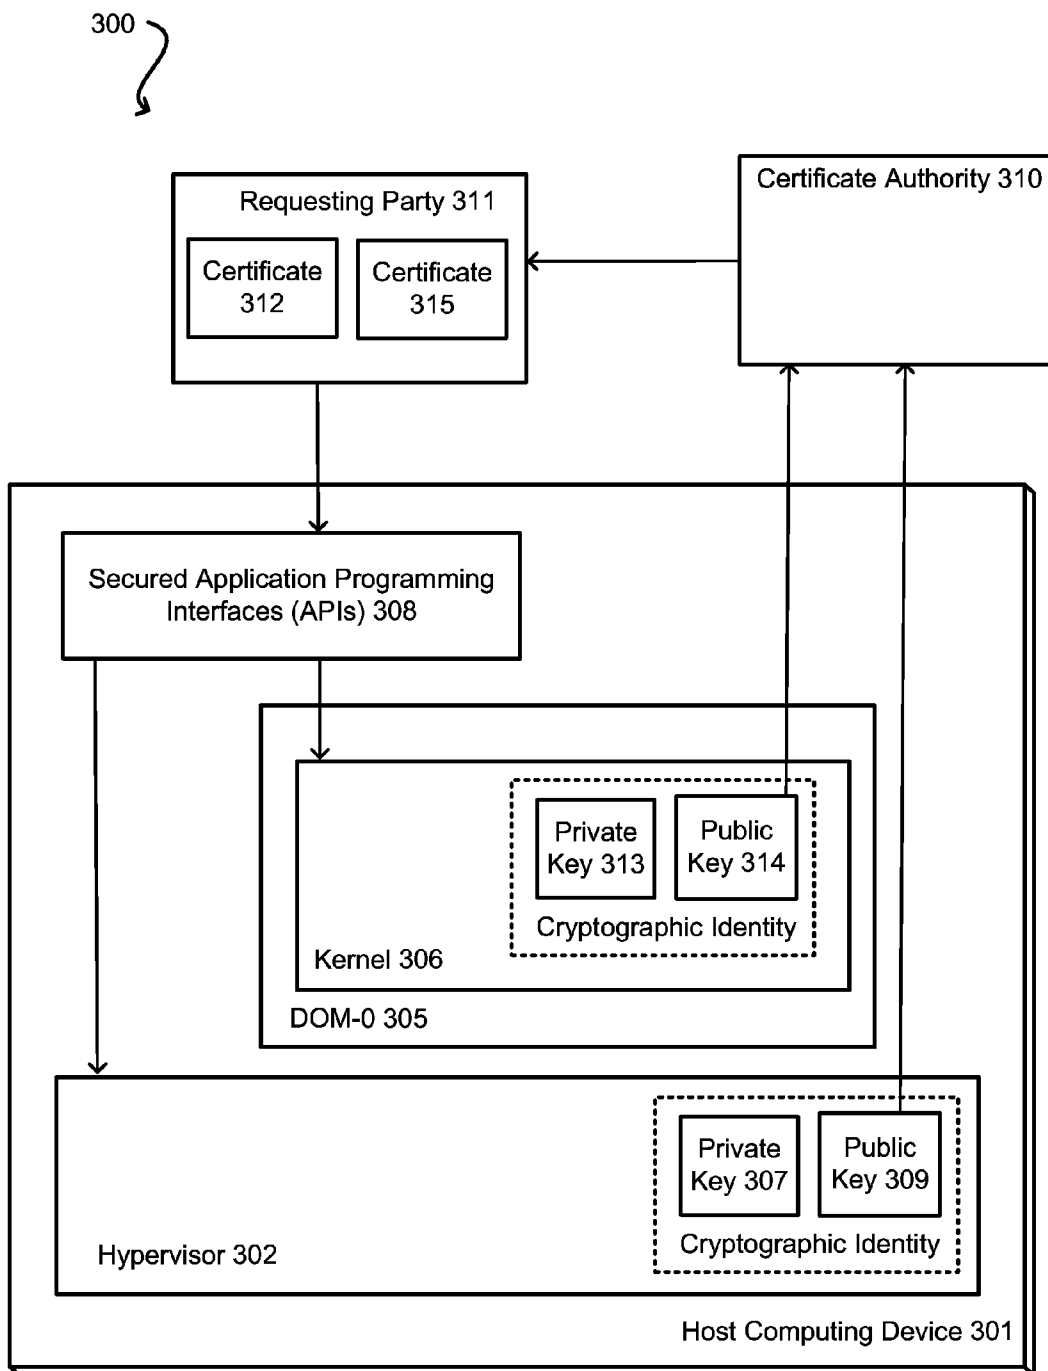 300
Requesting Party 311
Certificate
312
Certificate
315
Certificate Authority 310
Secured Application Programming
Interfaces (APIs) 308
Private
Key 313
Public
Key 314
Cryptographic Identity
Kernel 306
DOM-0 305
Private
Key 307
Public
Key 309
Cryptographic Identity
Hypervisor 302
Host Computing Device 301